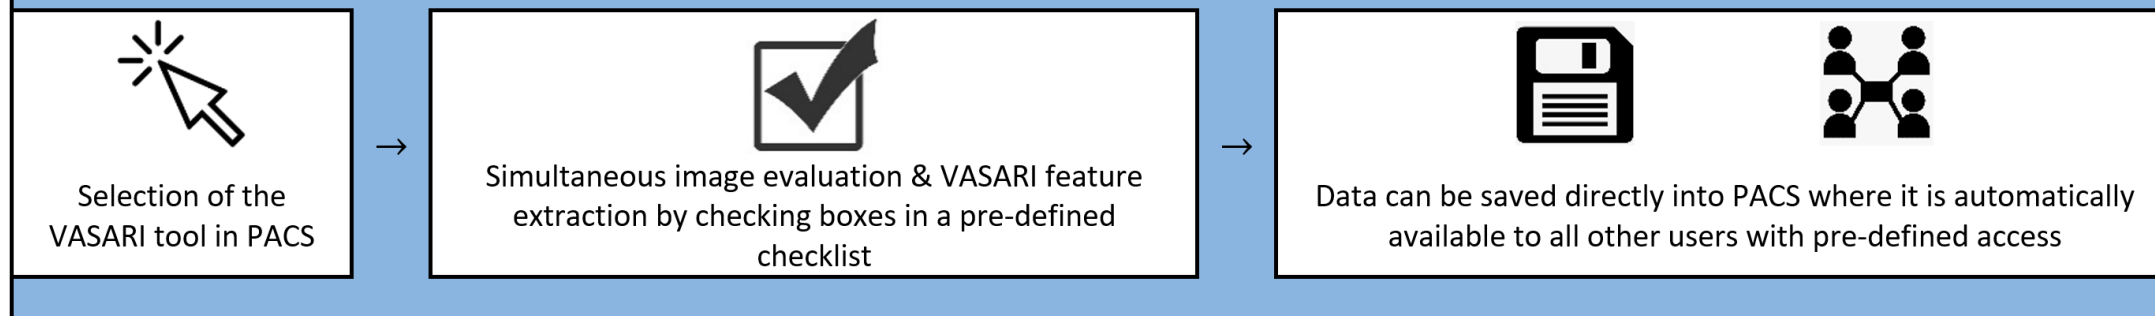 Selection of the
VASARI tool in PACS
→
Simultaneous image evaluation & VASARI feature
extraction by checking boxes in a pre-defined
checklist
→
Data can be saved directly into PACS where it is automatically
available to all other users with pre-defined access